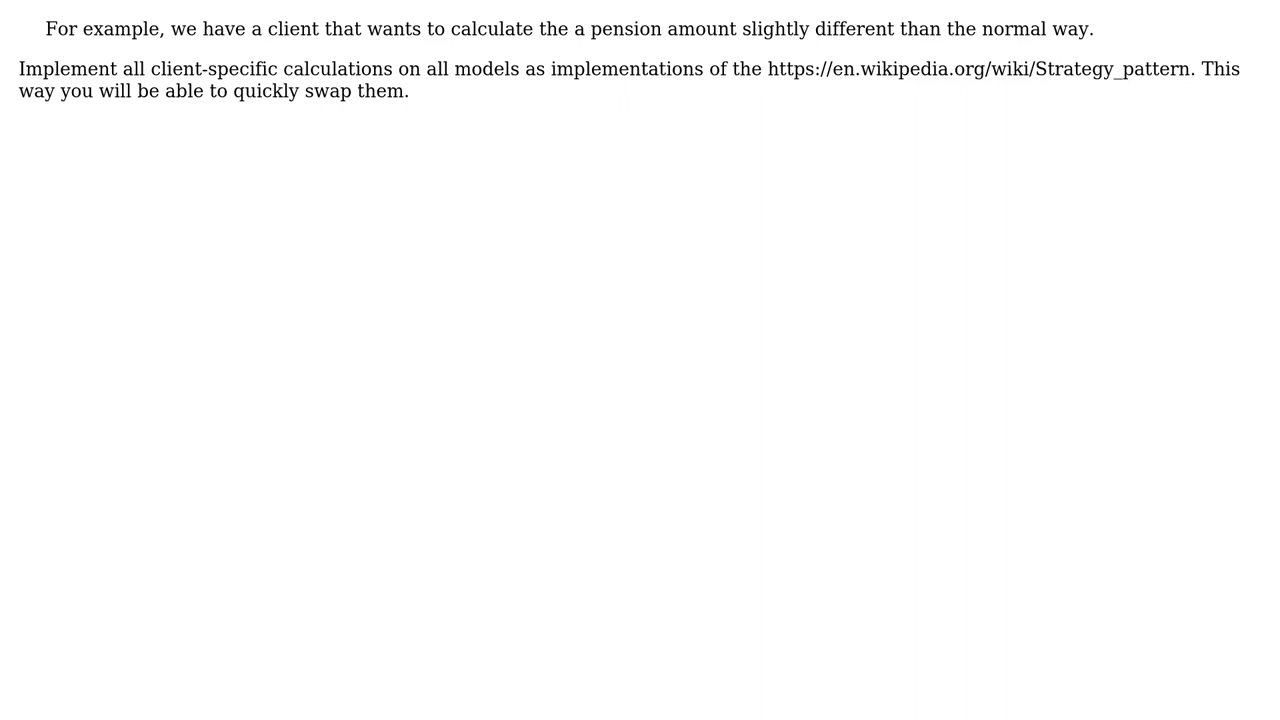 For example, we have a client that wants to calculate the a pension amount slightly different than the normal way.
Implement all client-specific calculations on all models as implementations of the https://en.wikipedia.org/wiki/Strategy_pattern. This
way you will be able to quickly swap them.